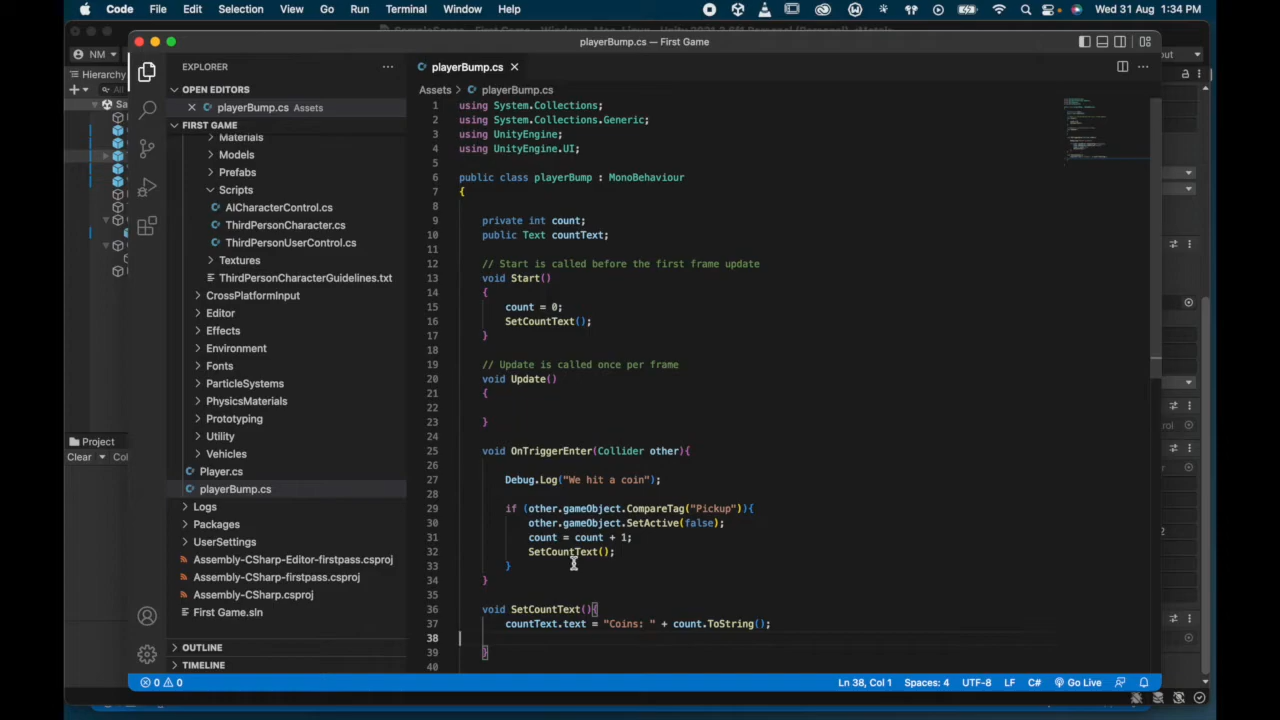 Code File Edit Selection View Go Run Terminal Window Help Wed 31 Aug 1:34 PM
playerBump.cs — First Game
NM
Hierarchy
All
Sa
Project
Clear
EXPLORER
OPEN EDITORS
playerBump.cs Assets
FIRST GAME
Materials
Models
Prefabs
Scripts
AICharacterControl.cs
ThirdPersonCharacter.cs
ThirdPersonUserControl.cs
Textures
ThirdPersonCharacterGuidelines.txt
CrossPlatformInput
Editor
Effects
Environment
Fonts
ParticleSystems
PhysicsMaterials
Prototyping
Utility
Vehicles
Player.cs
playerBump.cs
Logs
Packages
UserSettings
Assembly-CSharp-Editor-firstpass.csproj
Assembly-CSharp-firstpass.csproj
Assembly-CSharp.csproj
First Game.sln
OUTLINE
TIMELINE
playerBump.cs
Assets > playerBump.cs
1 using System.Collections;
2 using System.Collections.Generic;
3 using UnityEngine;
4 using UnityEngine.UI;
5
6 public class playerBump : MonoBehaviour
7 {
8
9 private int count;
10 public Text countText;
11
12 // Start is called before the first frame update
13 void Start()
14 {
15 count = 0;
16 SetCountText();
17 }
18
19 // Update is called once per frame
20 void Update()
21 {
22
23 }
24
25 void OnTriggerEnter(Collider other){
26
27 Debug.Log("We hit a coin");
28
29 if (other.gameObject.CompareTag("Pickup")){
30 other.gameObject.SetActive(false);
31 count = count + 1;
32 SetCountText();
33 }
34 }
35
36 void SetCountText(){
37 countText.text = "Coins: " + count.ToString();
38
39 }
40
0 0 Ln 38, Col 1 Spaces: 4 UTF-8 LF C# Go Live